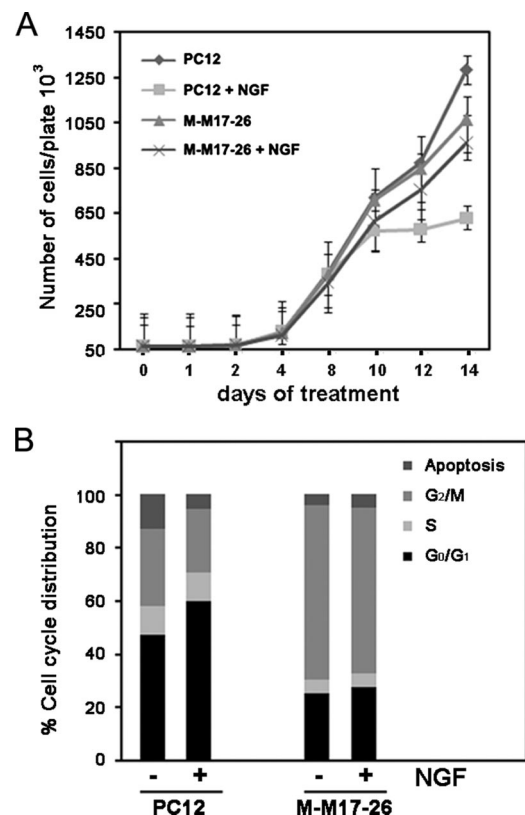 A
Number of cells/plate 10³
1450
1250
1050
850
650
450
250
50
PC12
PC12 + NGF
M-M17-26
M-M17-26 + NGF
0 1 2 4 8 10 12 14
days of treatment
B
% Cell cycle distribution
100
80
60
40
20
0
Apoptosis
G₂/M
S
G₀/G₁
- + - + NGF
PC12 M-M17-26